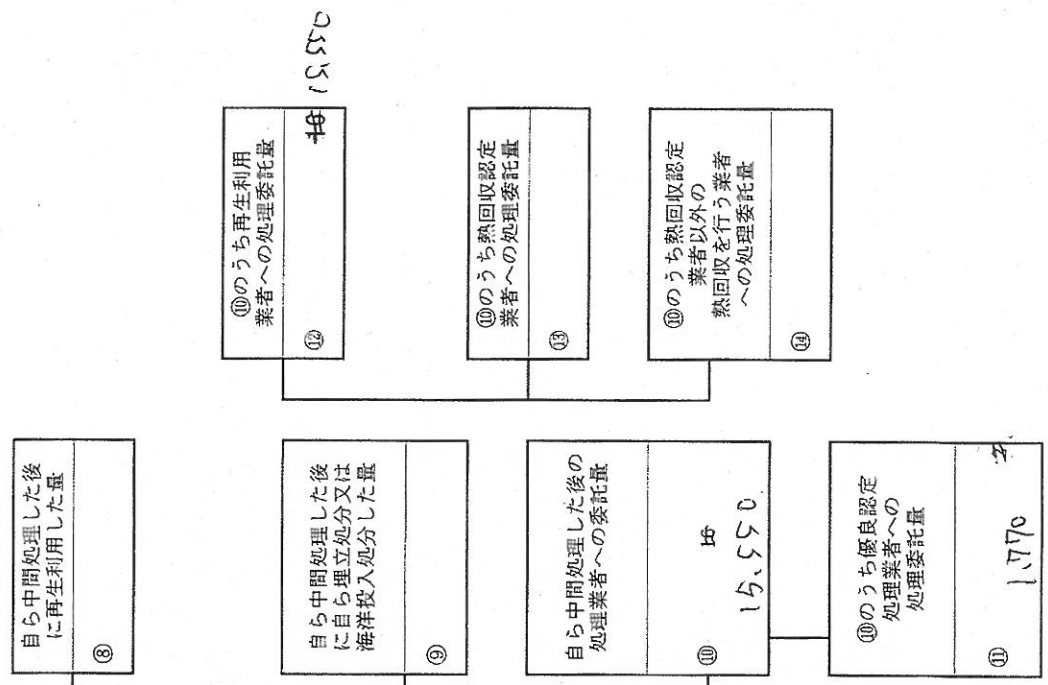 自ら中間処理した後
に再生利用した量
⑧
自ら中間処理した後
に自ら埋立処分又は
海洋投入処分した量
⑨
自ら中間処理した後の
処理業者への委託量
⑩
15,550
⑩のうち優良認定
処理業者への
処理委託量
⑪
1,770
⑩のうち再生利用
業者への処理委託量
⑫
15,550
⑩のうち熱回収認定
業者への処理委託量
⑬
⑩のうち熱回収認定
業者以外の
熱回収を行う業者
への処理委託量
⑭